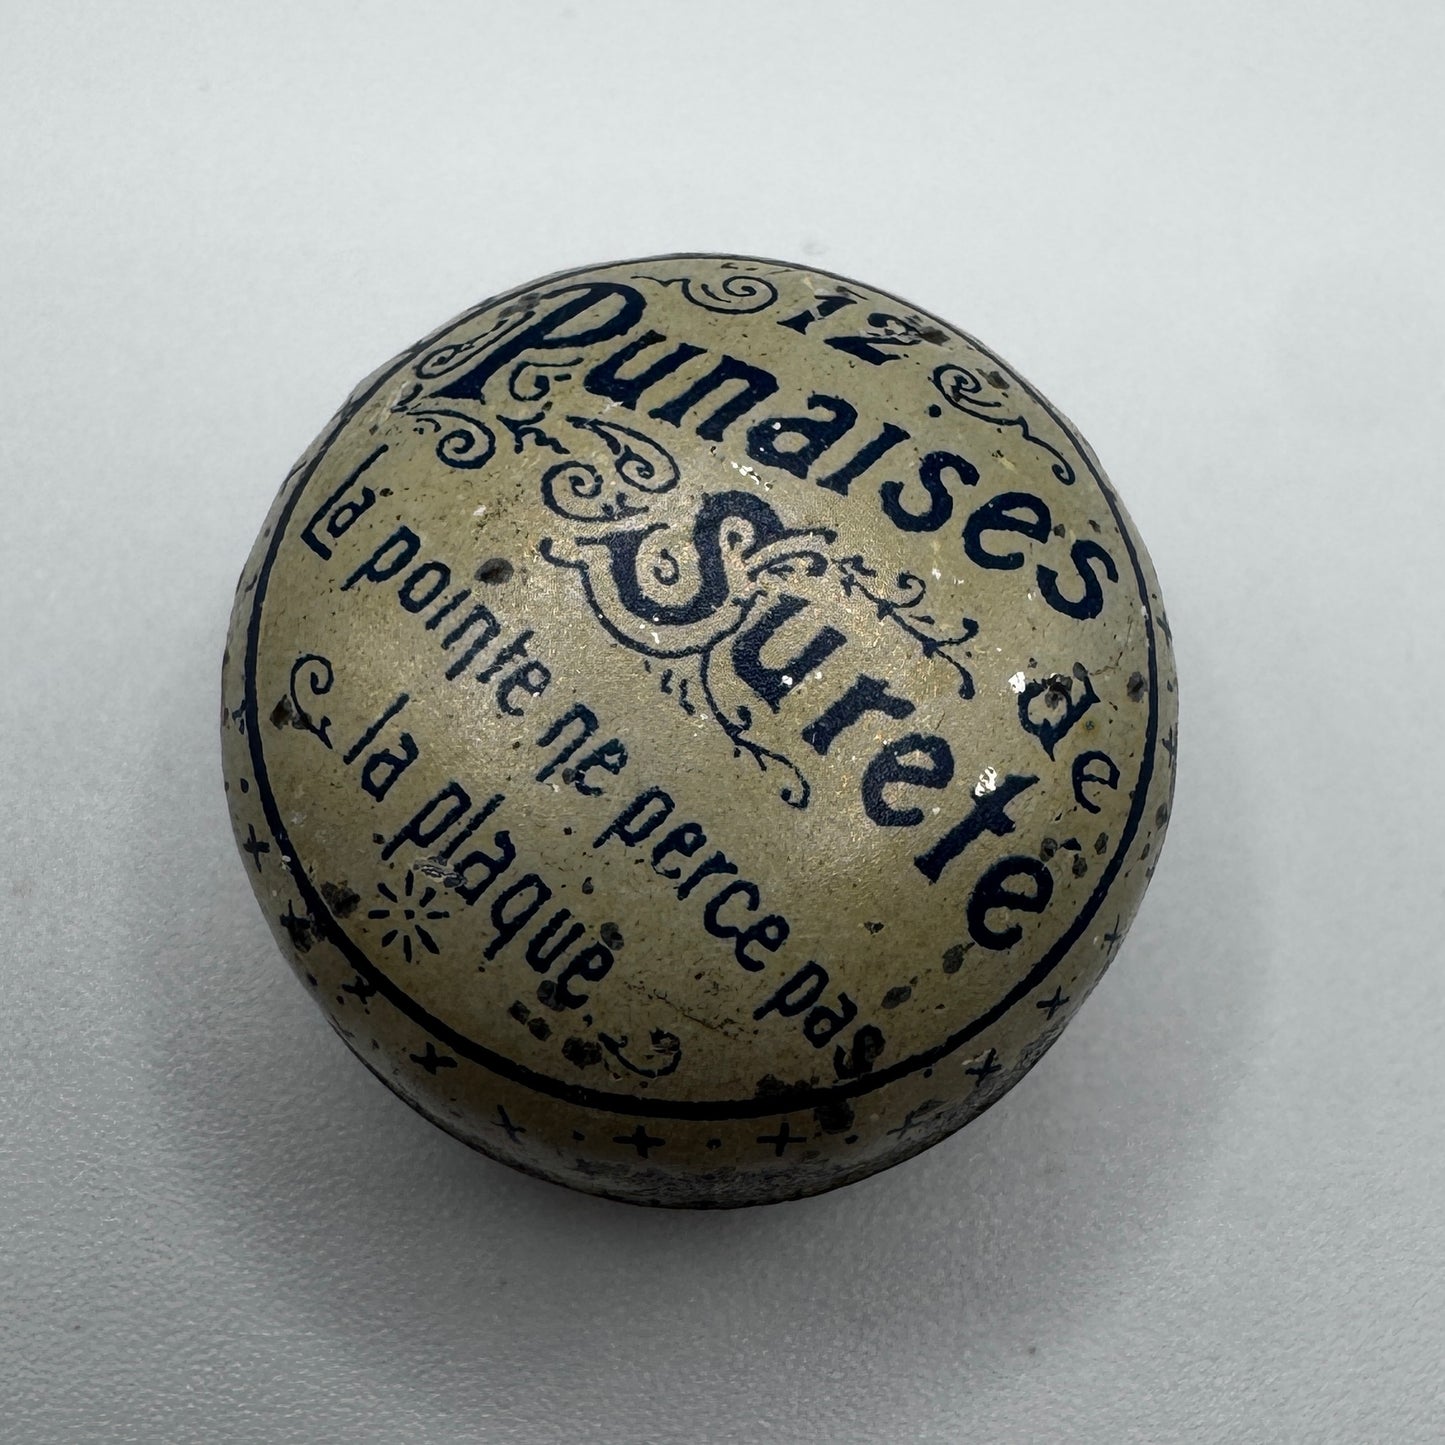 12
Punaises de
Sureté
la pointe ne perce pas
la plaque